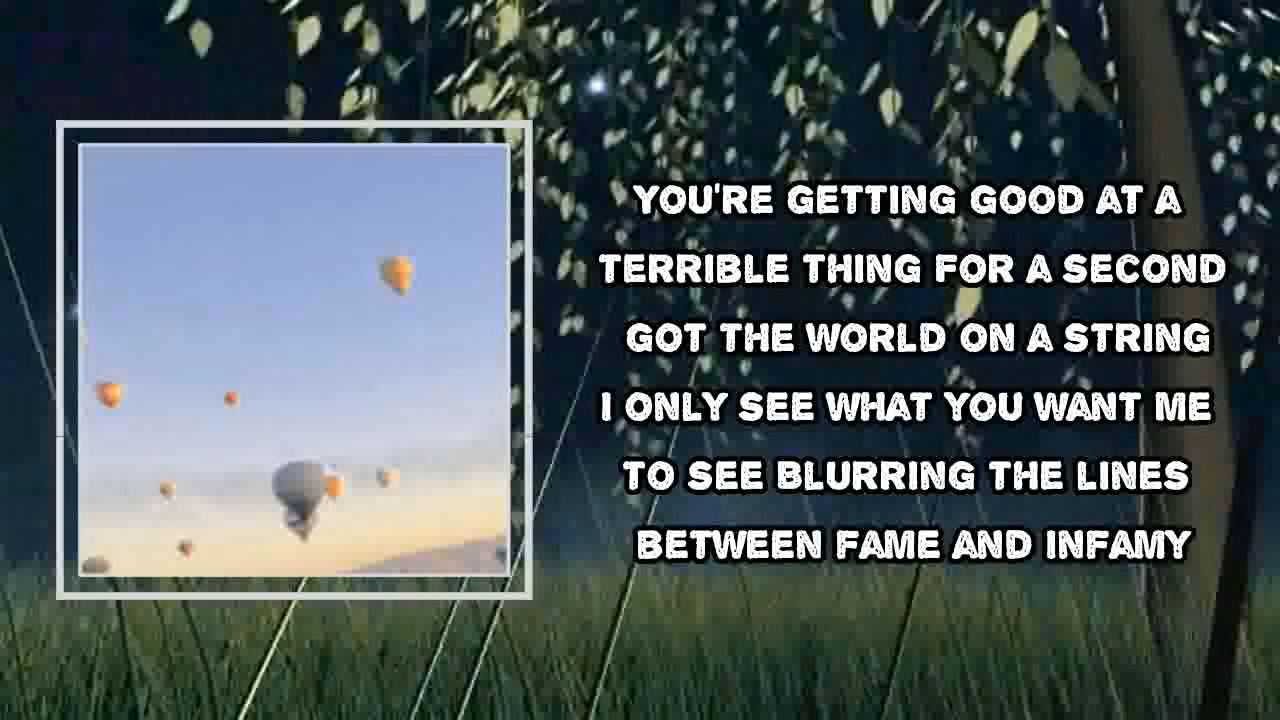 YOU'RE GETTING GOOD AT A
TERRIBLE THING FOR A SECOND
GOT THE WORLD ON A STRING
I ONLY SEE WHAT YOU WANT ME
TO SEE BLURRING THE LINES
BETWEEN FAME AND INFAMY